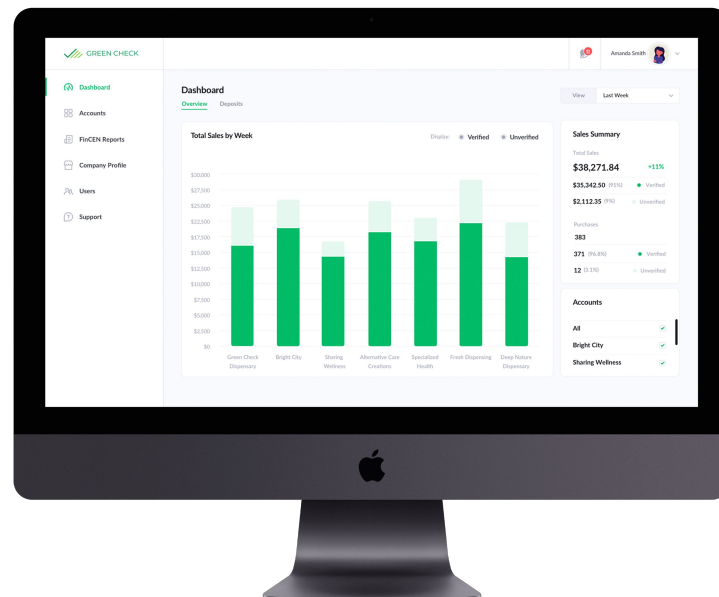 GREEN CHECK
Amanda Smith
Dashboard
Accounts
FinCEN Reports
Company Profile
Users
Support
Dashboard
Overview Deposits
View Last Week
Total Sales by Week
Display Verified Unverified
$30,000
$27,500
$25,000
$22,000
$17,500
$15,000
$12,000
$10,000
$7,000
$5,000
$2,000
$0
Green Check Dispensary
Bright City
Sharing Wellness
Alternative Care Creations
Specialized Health
Fresh Dispensing
Deep Nature Dispensary
Sales Summary
Total Sales
$38,271.84 +11%
$35,342.50 (91%) Verified
$2,112.35 (9%) Unverified
Purchases
383
371 (96.8%) Verified
12 (3.1%) Unverified
Accounts
All
Bright City
Sharing Wellness